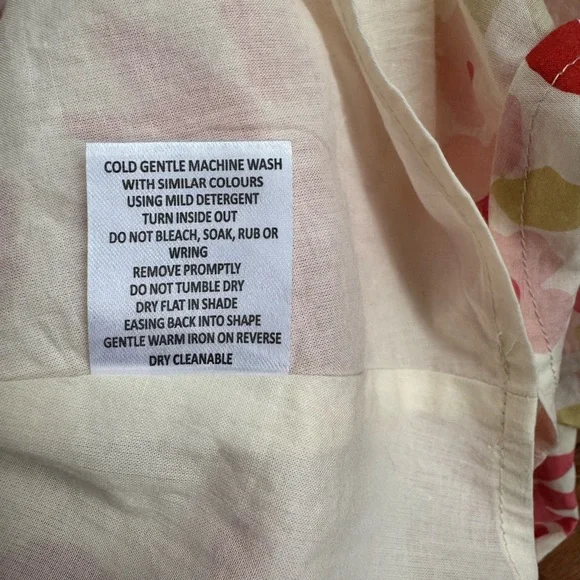 COLD GENTLE MACHINE WASH
WITH SIMILAR COLOURS
USING MILD DETERGENT
TURN INSIDE OUT
DO NOT BLEACH, SOAK, RUB OR
WRING
REMOVE PROMPTLY
DO NOT TUMBLE DRY
DRY FLAT IN SHADE
EASING BACK INTO SHAPE
GENTLE WARM IRON ON REVERSE
DRY CLEANABLE